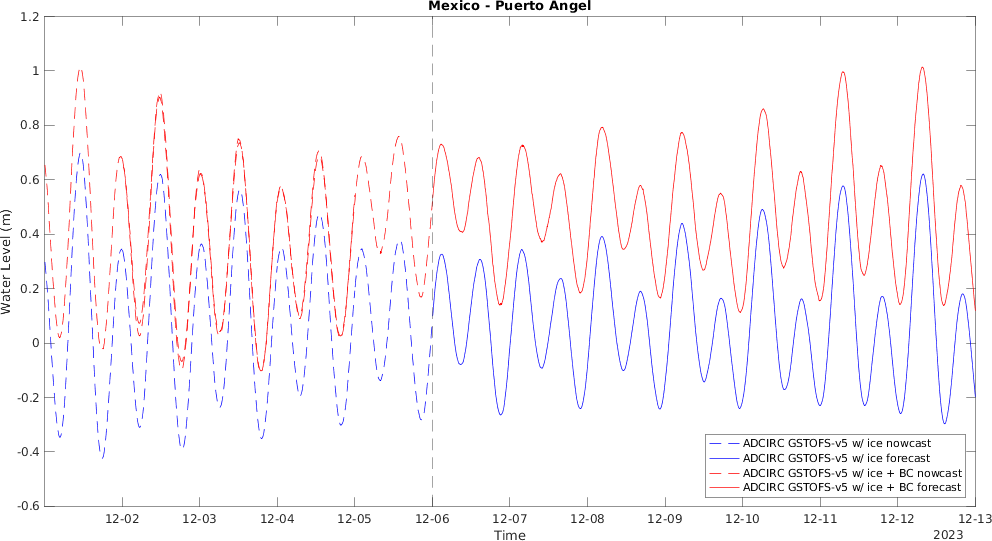 Mexico - Puerto Angel
1.2
1
0.8
0.6
0.4
0.2
0
-0.2
-0.4
-0.6
Water Level (m)
ADCIRC GSTOFS-v5 w/ ice nowcast
ADCIRC GSTOFS-v5 w/ ice forecast
ADCIRC GSTOFS-v5 w/ ice + BC nowcast
ADCIRC GSTOFS-v5 w/ ice + BC forecast
12-02 12-03 12-04 12-05 12-06 12-07 12-08 12-09 12-10 12-11 12-12 12-13
Time
2023